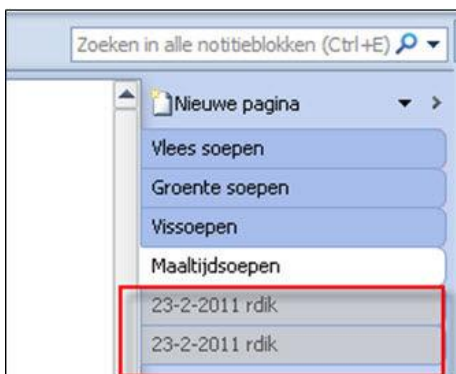 Zoeken in alle notitieblokken (Ctrl+E)
Nieuwe pagina
Vlees soepen
Groente soepen
Vissoepen
Maaltijdsoepen
23-2-2011 rdik
23-2-2011 rdik